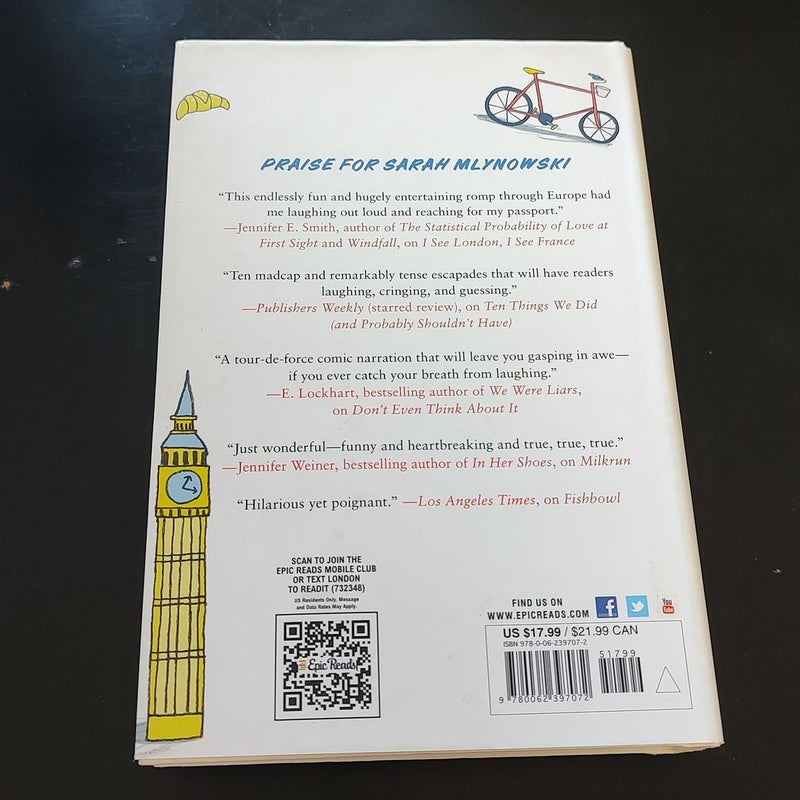 PRAISE FOR SARAH MLYNOWSKI
“This endlessly fun and hugely entertaining romp through Europe had
me laughing out loud and reaching for my passport.”
—Jennifer E. Smith, author of The Statistical Probability of Love at
First Sight and Windfall, on I See London, I See France
“Ten madcap and remarkably tense escapades that will have readers
laughing, cringing, and guessing.”
—Publishers Weekly (starred review), on Ten Things We Did
(and Probably Shouldn’t Have)
“A tour-de-force comic narration that will leave you gasping in awe—
if you ever catch your breath from laughing.”
—E. Lockhart, bestselling author of We Were Liars,
on Don’t Even Think About It
“Just wonderful—funny and heartbreaking and true, true, true.”
—Jennifer Weiner, bestselling author of In Her Shoes, on Milkrun
“Hilarious yet poignant.” —Los Angeles Times, on Fishbowl
SCAN TO JOIN THE
EPIC READS MOBILE CLUB
OR TEXT LONDON
TO READIT (732348)
US Residents Only. Message
and Data Rates May Apply.
Epic Reads
FIND US ON
WWW.EPICREADS.COM
f
You
Tube
US $17.99 / $21.99 CAN
ISBN 978-0-06-239707-2
51799
9 780062 397072